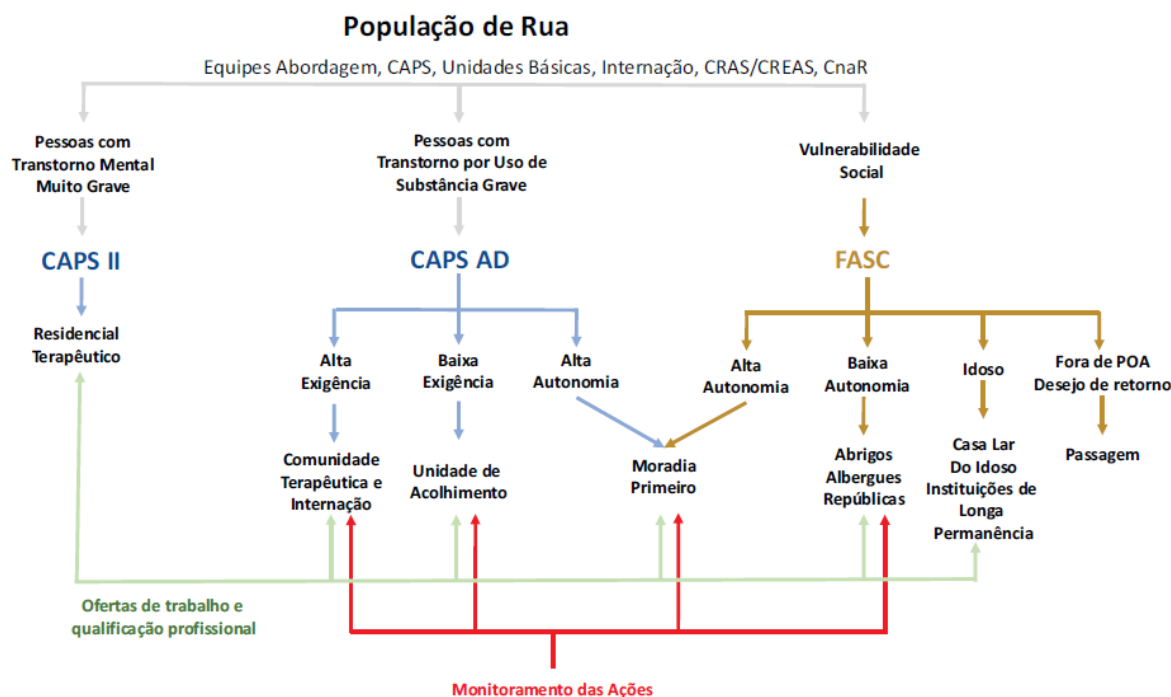 População de Rua
Equipes Abordagem, CAPS, Unidades Básicas, Internação, CRAS/CREAS, CnaR
Pessoas com
Transtorno Mental
Muito Grave
Pessoas com
Transtorno por Uso de
Substância Grave
Vulnerabilidade
Social
CAPS II
CAPS AD
FASC
Residencial
Terapêutico
Alta
Exigência
Baixa
Exigência
Alta
Autonomia
Alta
Autonomia
Baixa
Autonomia
Idoso
Fora de POA
Desejo de retorno
Comunidade
Terapêutica e
Internação
Unidade de
Acolhimento
Moradia
Primeiro
Abrigos
Albergues
Repúblicas
Casa Lar
Do Idoso
Instituições de
Longa
Permanência
Passagem
Ofertas de trabalho e
qualificação profissional
Monitoramento das Ações